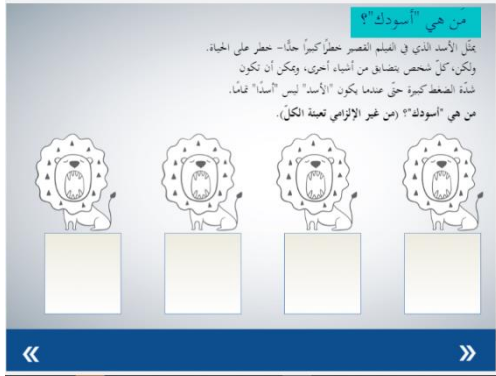 مَن هي "أسودك"؟
يمثّل الأسد الذي في الفيلم القصير خطرًا كبيرًا جدًّا- خطر على الحياة.
ولكن، كلّ شخص يتضايق من أشياء أخرى، ويمكن أن تكون
شدّة الضغط كبيرة حتّى عندما يكون "الأسد" ليس "أسدًا" تمامًا.
من هي "أسودك"؟ (من غير الإلزامي تعبئة الكلّ).